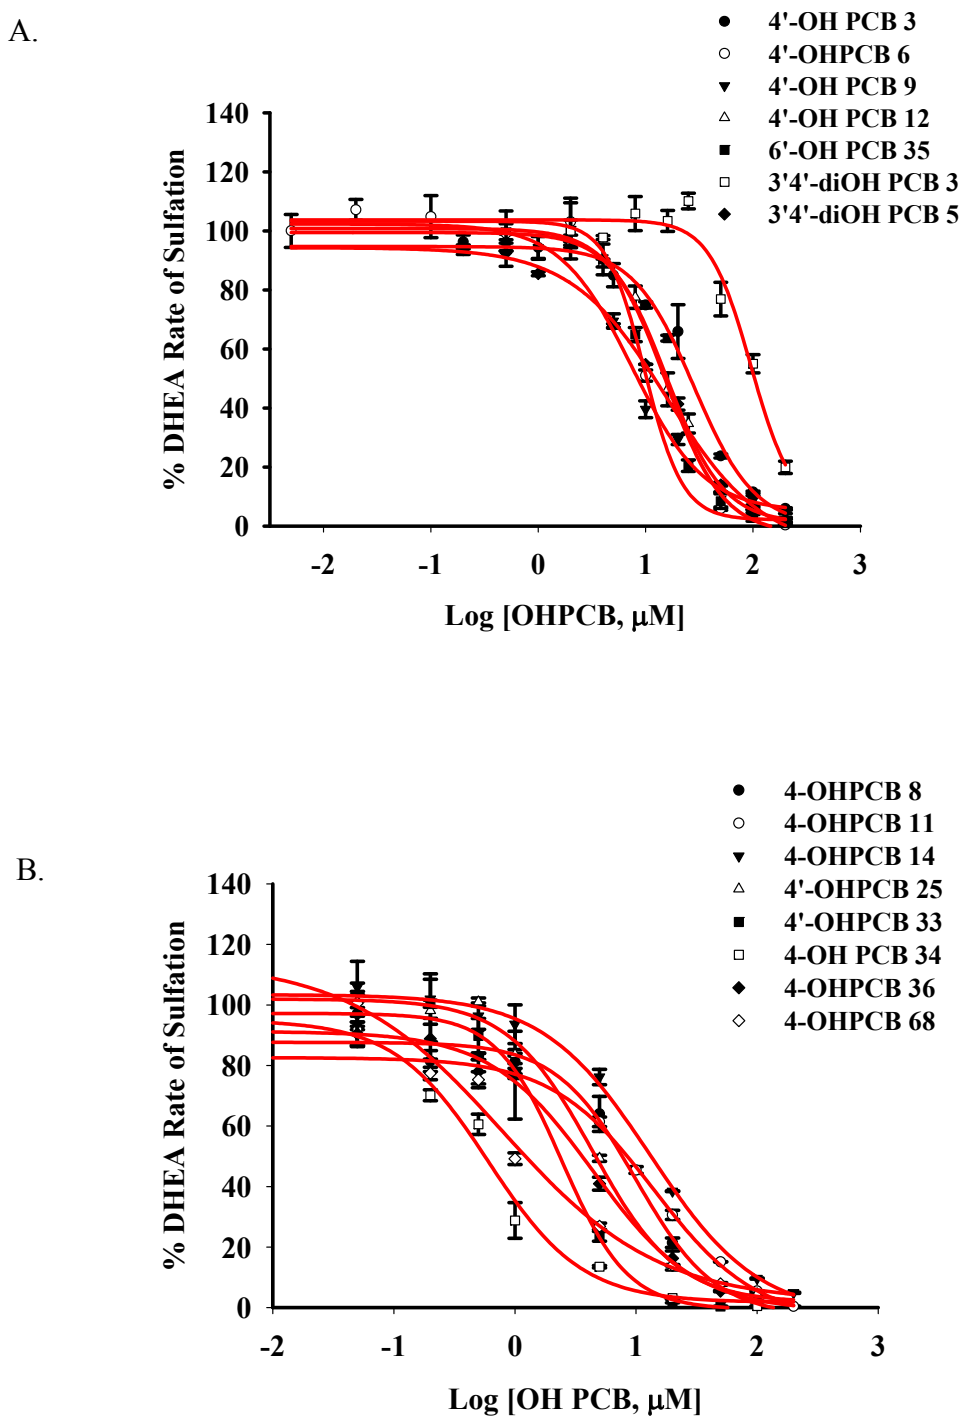 A.
4'-OH PCB 3
4'-OHPCB 6
4'-OH PCB 9
4'-OH PCB 12
6'-OH PCB 35
3'4'-diOH PCB 3
3'4'-diOH PCB 5
% DHEA Rate of Sulfation
140
120
100
80
60
40
20
0
-2 -1 0 1 2 3
Log [OHPCB, μM]
B.
4-OHPCB 8
4-OHPCB 11
4-OHPCB 14
4'-OHPCB 25
4'-OHPCB 33
4-OH PCB 34
4-OHPCB 36
4-OHPCB 68
% DHEA Rate of Sulfation
140
120
100
80
60
40
20
0
-2 -1 0 1 2 3
Log [OH PCB, μM]